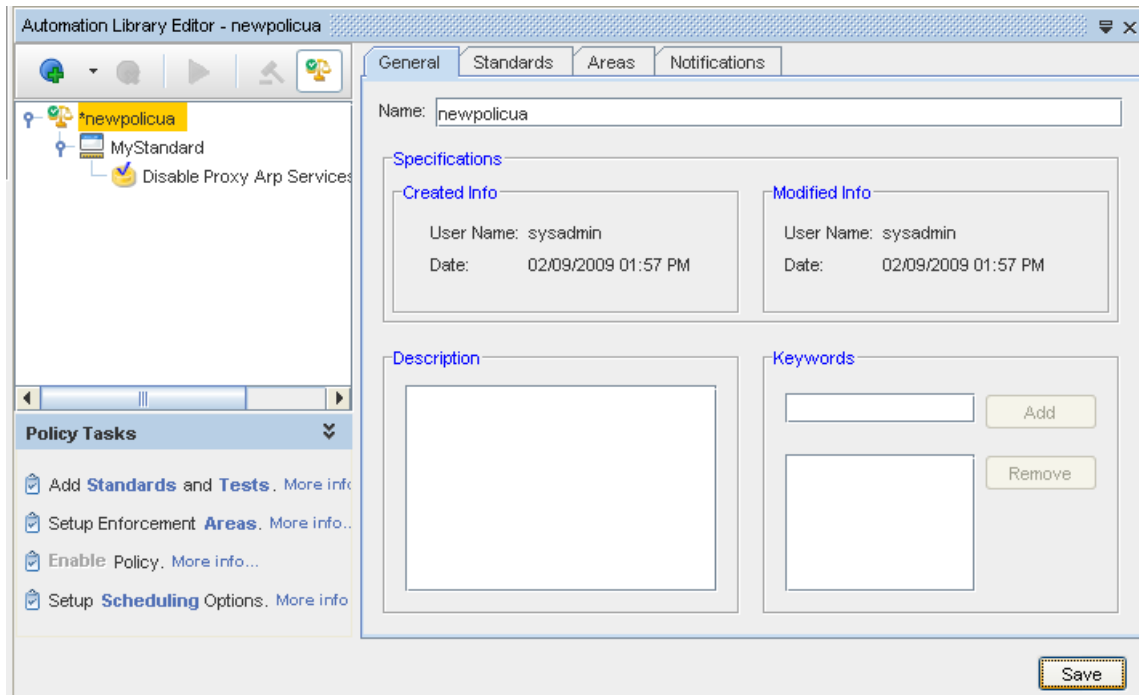 Automation Library Editor - newpolicua
*newpolicua
MyStandard
Disable Proxy Arp Services
Policy Tasks
Add Standards and Tests. More info
Setup Enforcement Areas. More info..
Enable Policy. More info...
Setup Scheduling Options. More info
General Standards Areas Notifications
Name: newpolicua
Specifications
Created Info
User Name: sysadmin
Date: 02/09/2009 01:57 PM
Modified Info
User Name: sysadmin
Date: 02/09/2009 01:57 PM
Description
Keywords
Add
Remove
Save